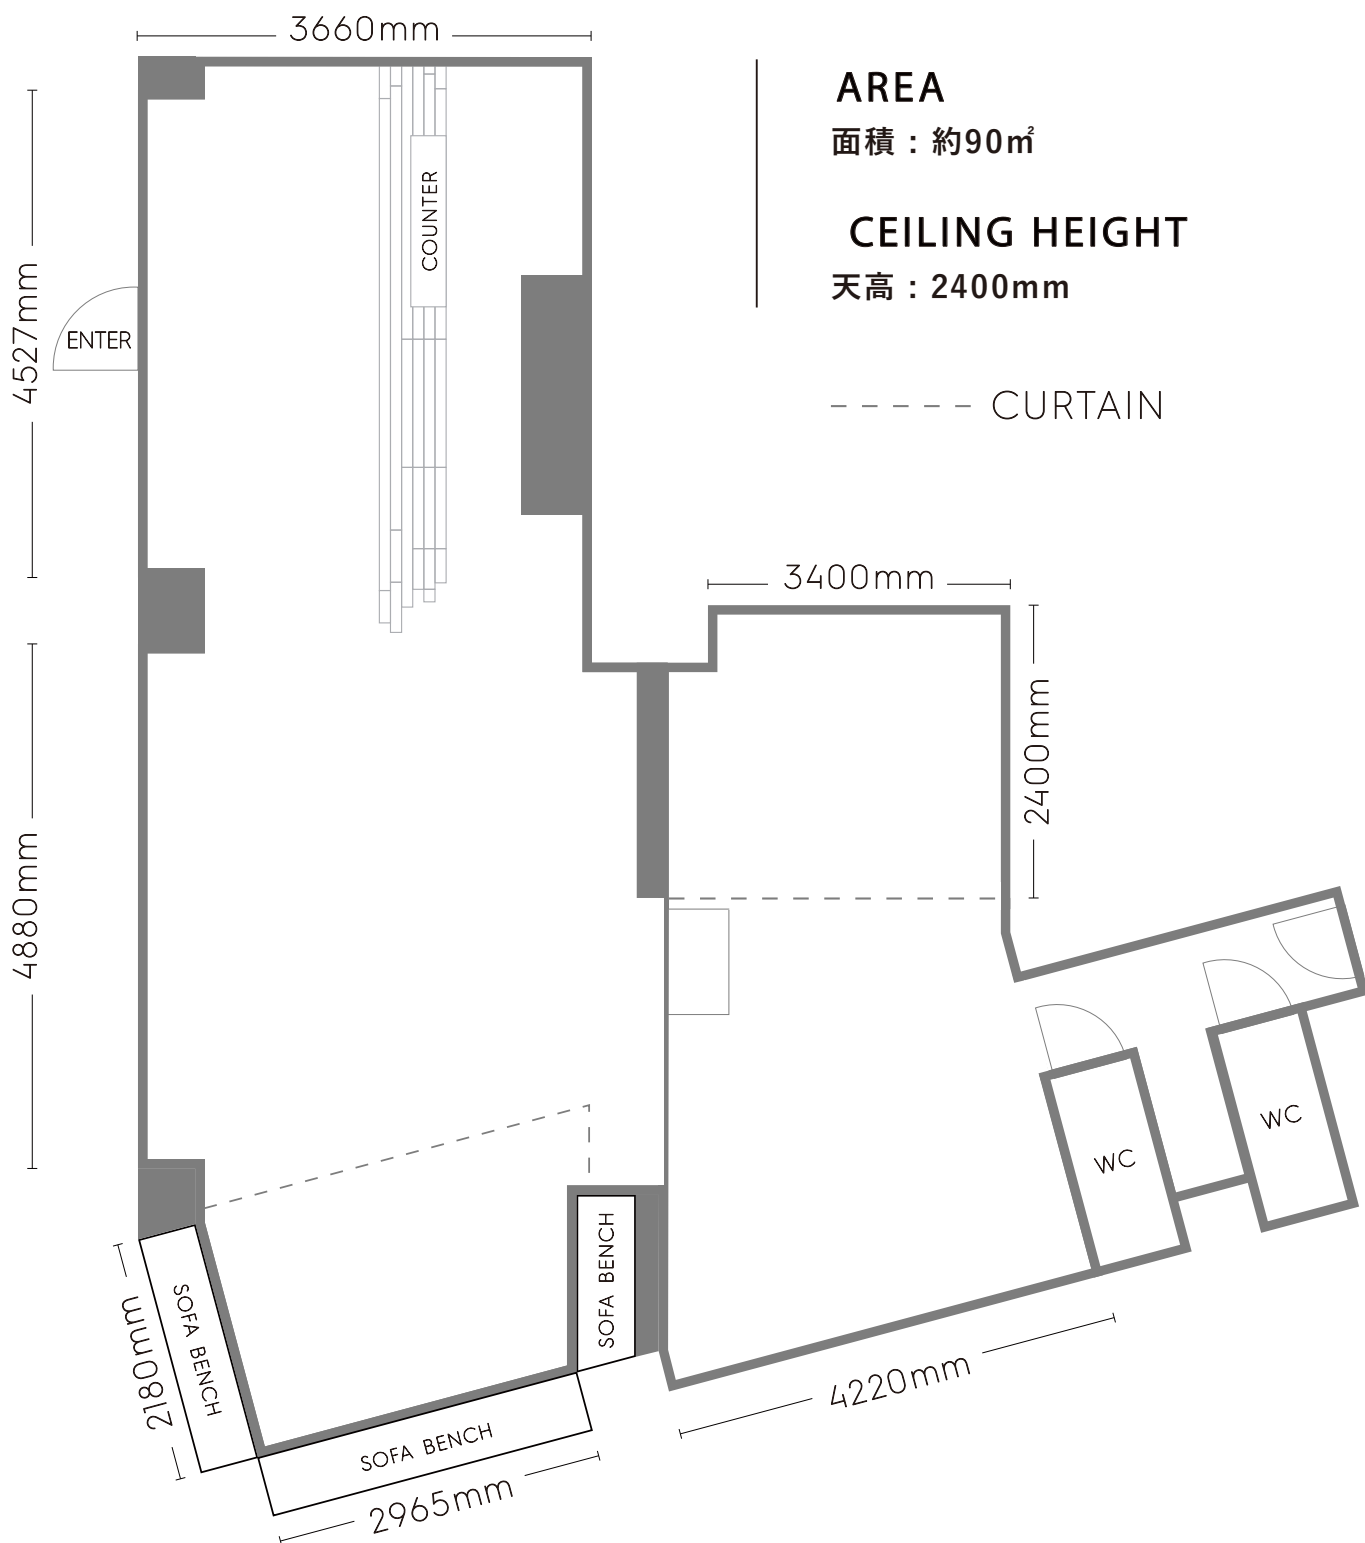 3660mm
AREA
面積：約90㎡
CEILING HEIGHT
天高：2400mm
COUNTER
4527mm
ENTER
CURTAIN
3400mm
2400mm
4880mm
WC
WC
SOFA BENCH
SOFA BENCH
2180mm
4220mm
SOFA BENCH
2965mm